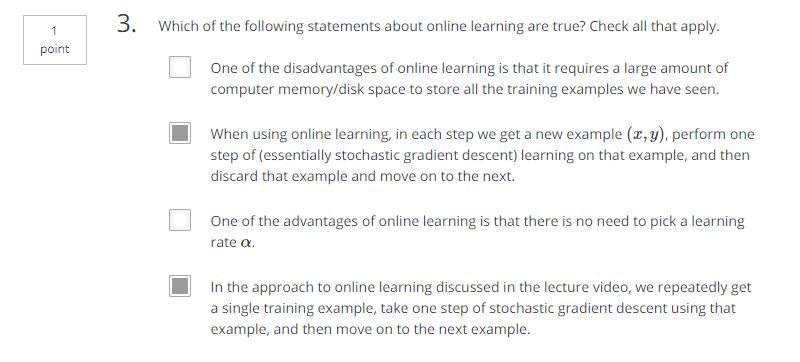 1
point
3. Which of the following statements about online learning are true? Check all that apply.
One of the disadvantages of online learning is that it requires a large amount of
computer memory/disk space to store all the training examples we have seen.
When using online learning, in each step we get a new example (x, y), perform one
step of (essentially stochastic gradient descent) learning on that example, and then
discard that example and move on to the next.
One of the advantages of online learning is that there is no need to pick a learning
rate α.
In the approach to online learning discussed in the lecture video, we repeatedly get
a single training example, take one step of stochastic gradient descent using that
example, and then move on to the next example.